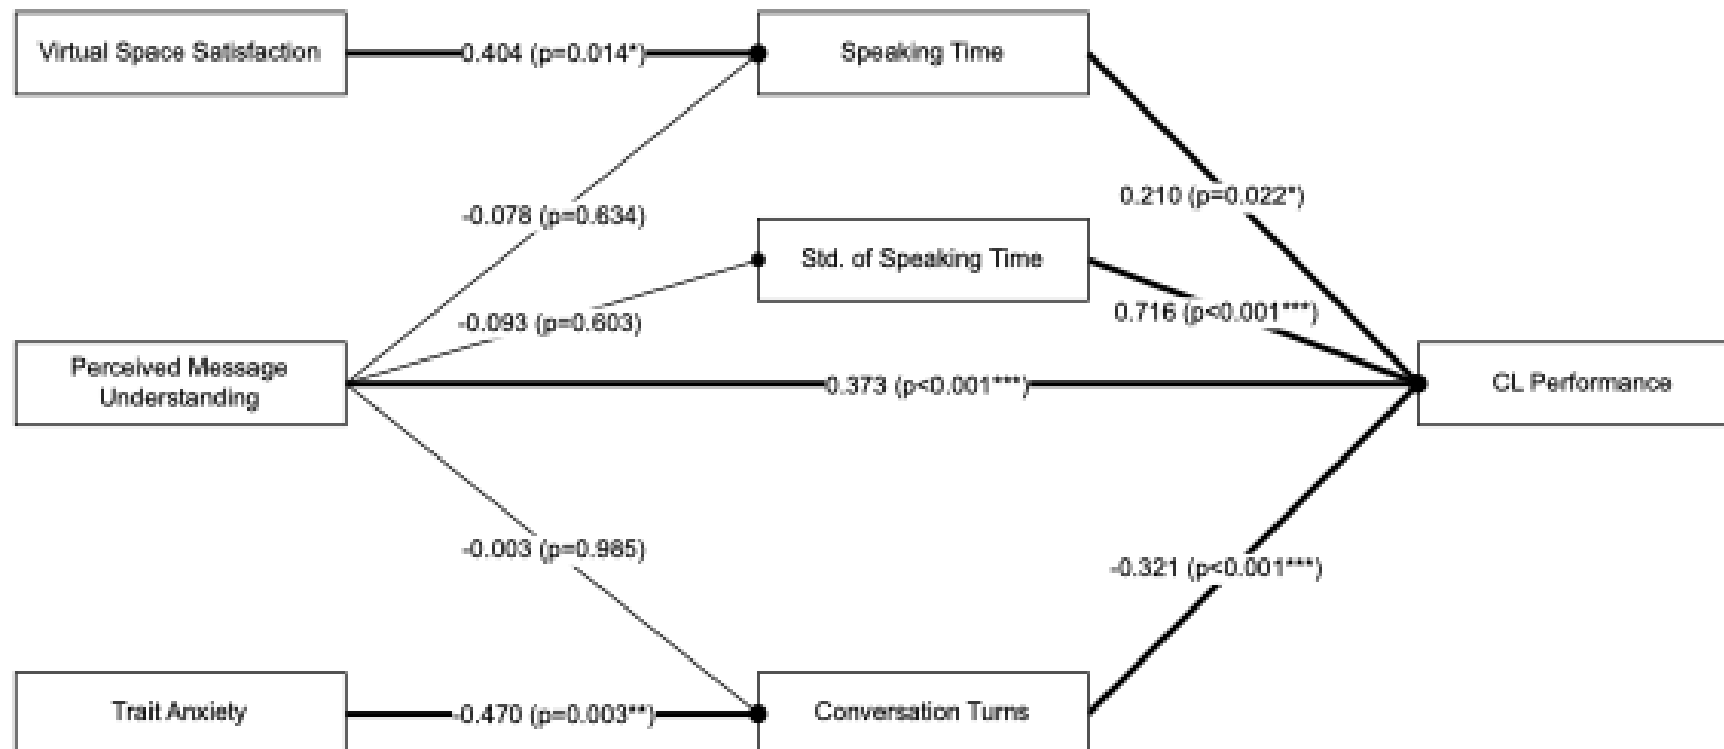 Virtual Space Satisfaction
0.404 (p=0.014*)
Speaking Time
-0.078 (p=0.634)
0.210 (p=0.022*)
Std. of Speaking Time
-0.093 (p=0.603)
0.716 (p<0.001***)
Perceived Message
Understanding
0.373 (p<0.001***)
CL Performance
-0.003 (p=0.985)
-0.321 (p<0.001***)
Trait Anxiety
-0.470 (p=0.003**)
Conversation Turns